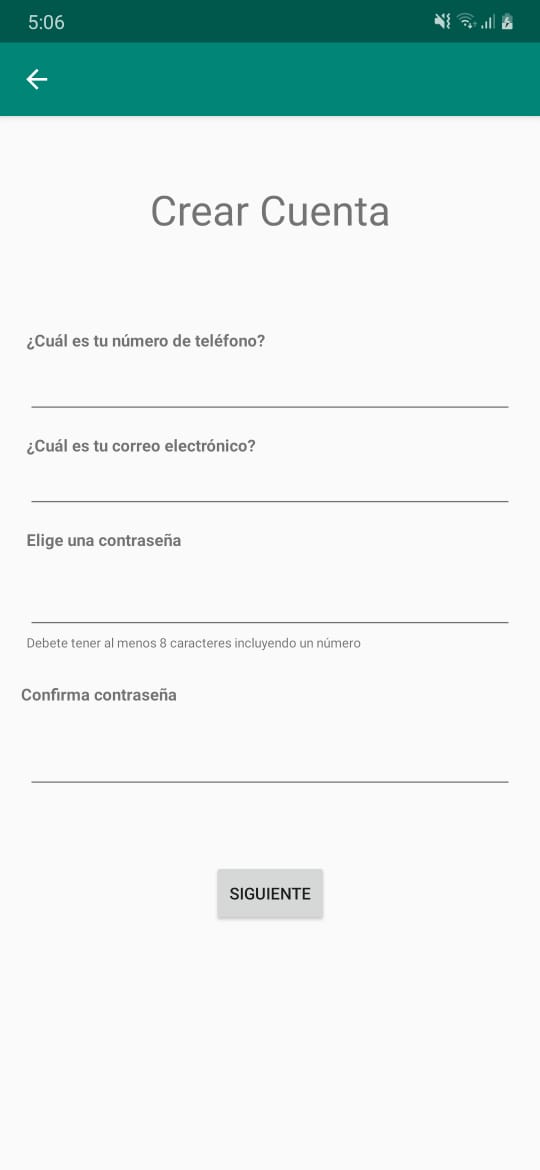 5:06
Crear Cuenta
¿Cuál es tu número de teléfono?
¿Cuál es tu correo electrónico?
Elige una contraseña
Debete tener al menos 8 caracteres incluyendo un número
Confirma contraseña
SIGUIENTE